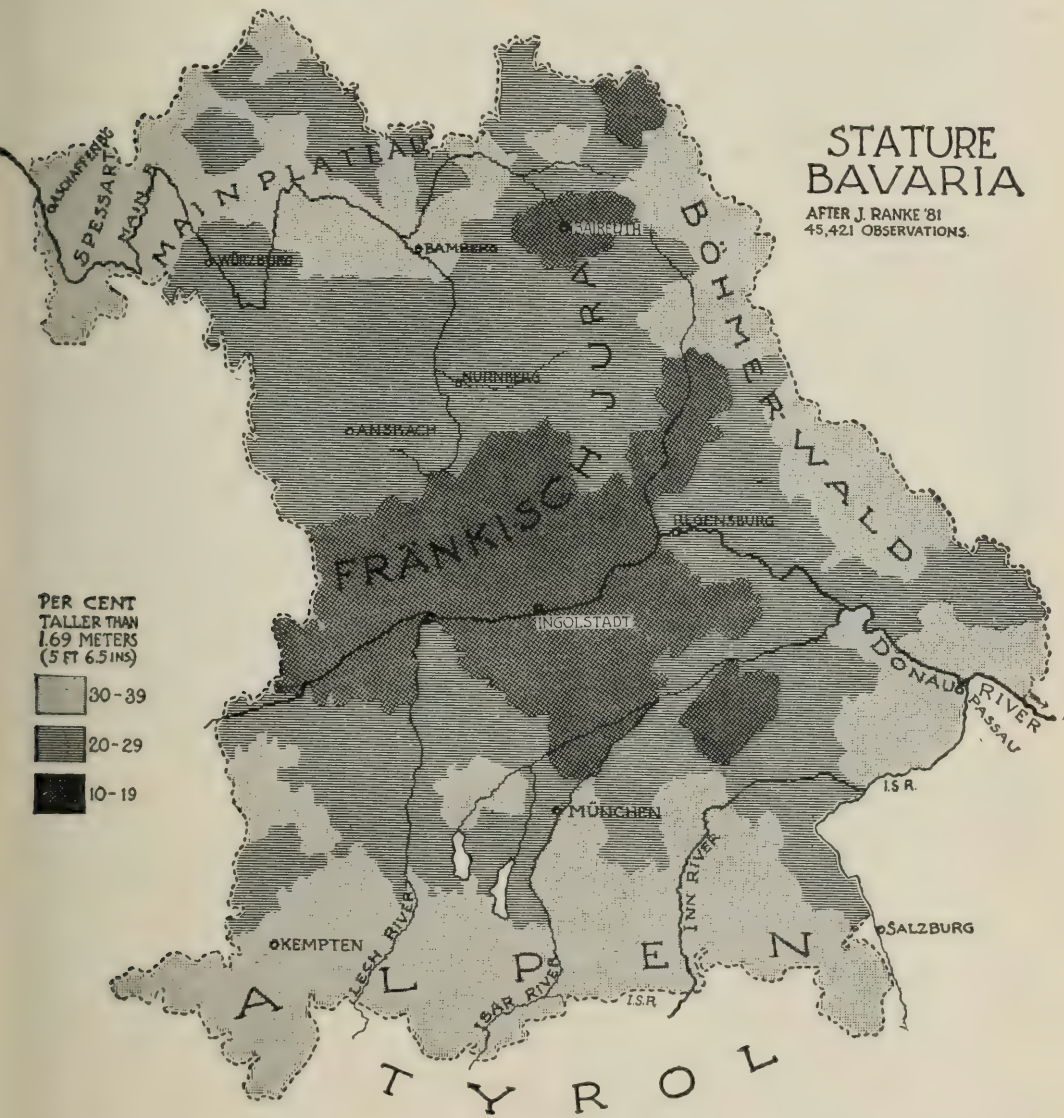 STATURE
BAVARIA
AFTER J. RANKE '81
45,421 OBSERVATIONS.
SPESSART
MAIN R
MAIN PLATEAU
WÜRZBURG
BAMBERG
BAIREUTH
BÖHMERWALD
NÜRNBERG
ANSBACH
FRÄNKISCH JURA
REGENSBURG
PER CENT
TALLER THAN
1.69 METERS
(5 FT 6.5 INS)
30-39
20-29
10-19
INGOLSTADT
DONAU RIVER
PASSAU
I.S.R.
MÜNCHEN
INN RIVER
SALZBURG
KEMPTEN
LECH RIVER
ISAR RIVER
ALPEN
I.S.R.
TYROL